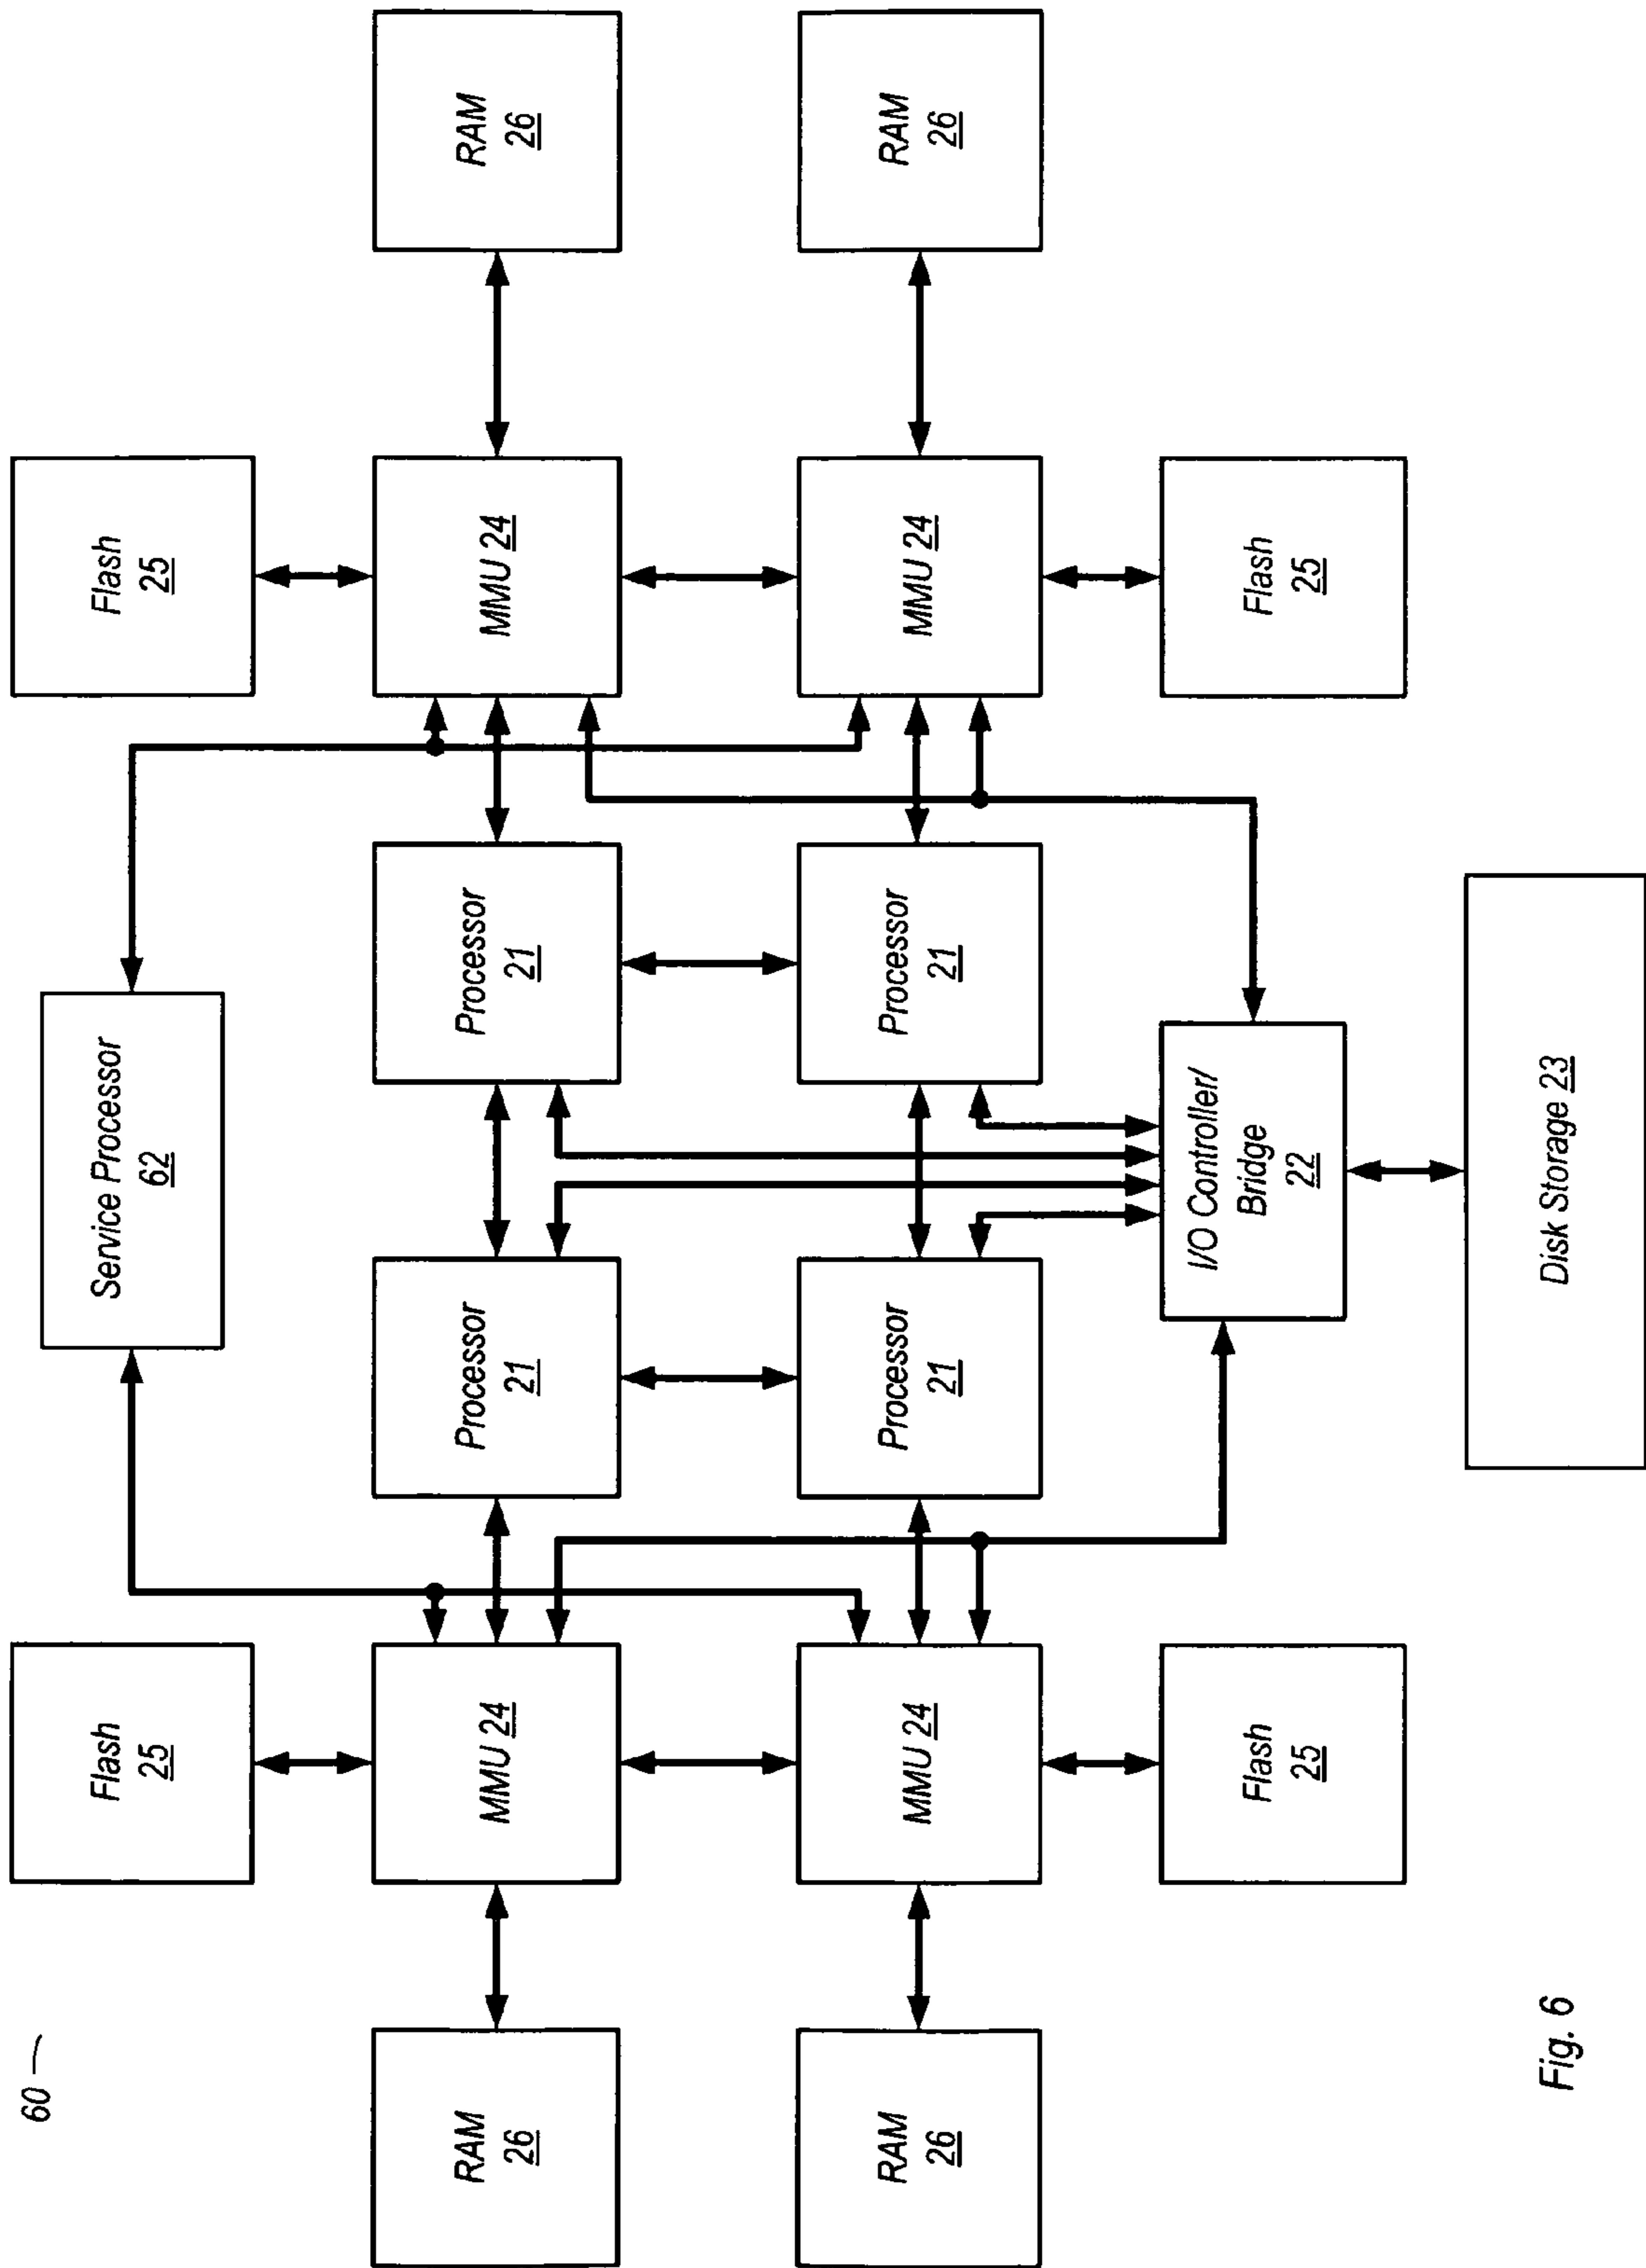 60
Flash
25
Service Processor
62
Flash
25
RAM
26
MMU 24
Processor
21
Processor
21
MMU 24
RAM
26
RAM
26
MMU 24
Processor
21
Processor
21
MMU 24
RAM
26
Flash
25
I/O Controller/
Bridge
22
Flash
25
Disk Storage 23
Fig. 6